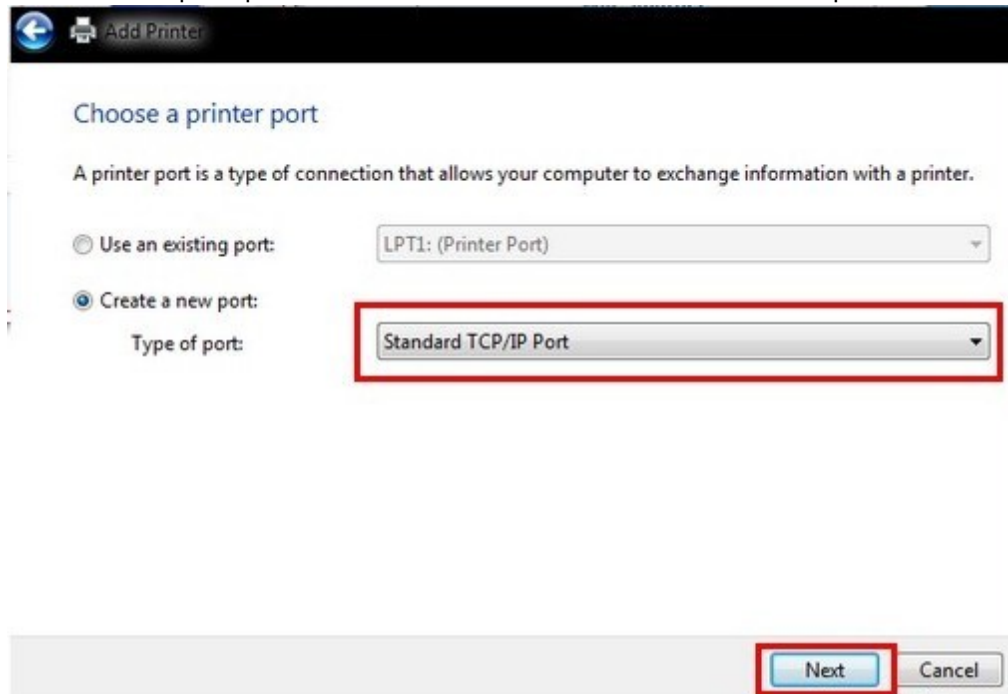 Add Printer
Choose a printer port
A printer port is a type of connection that allows your computer to exchange information with a printer.
Use an existing port:
LPT1: (Printer Port)
Create a new port:
Type of port:
Standard TCP/IP Port
Next
Cancel